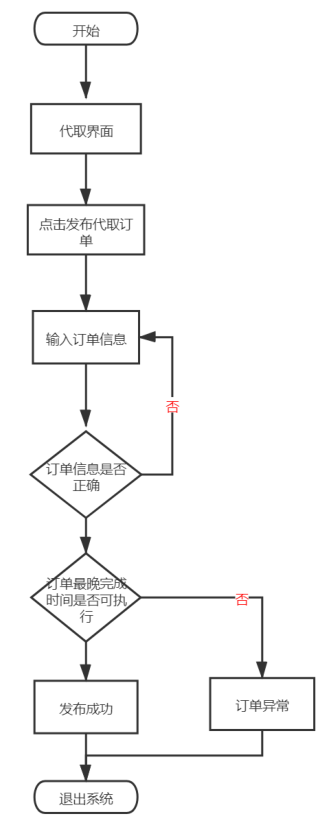 开始
代取界面
点击发布代取订
单
输入订单信息
否
订单信息是否
正确
订单最晚完成
时间是否可执
行
否
发布成功
订单异常
退出系统